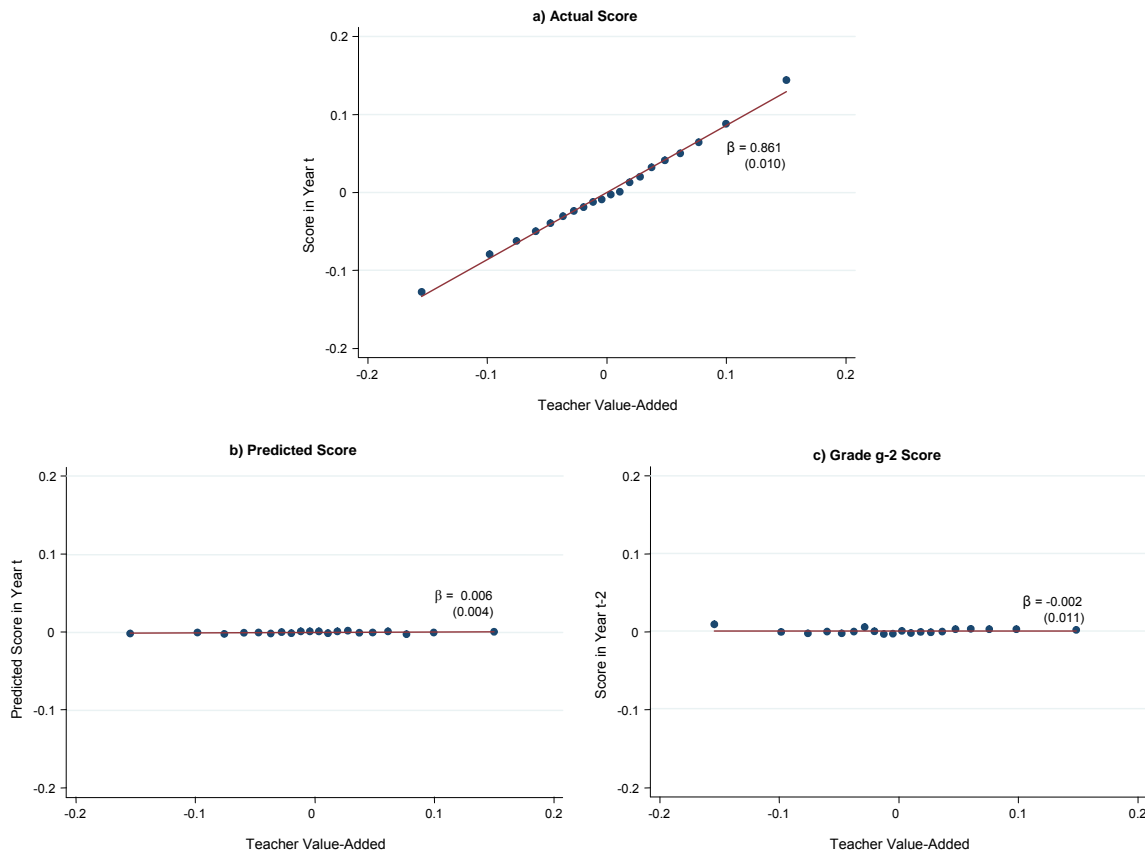 a) Actual Score
0.2
0.1
0
-0.1
-0.2
Score in Year t
β = 0.861
(0.010)
-0.2 -0.1 0 0.1 0.2
Teacher Value-Added
b) Predicted Score
0.2
0.1
0
-0.1
-0.2
Predicted Score in Year t
β = 0.006
(0.004)
-0.2 -0.1 0 0.1 0.2
Teacher Value-Added
c) Grade g-2 Score
0.2
0.1
0
-0.1
-0.2
Score in Year t-2
β = -0.002
(0.011)
-0.2 -0.1 0 0.1 0.2
Teacher Value-Added